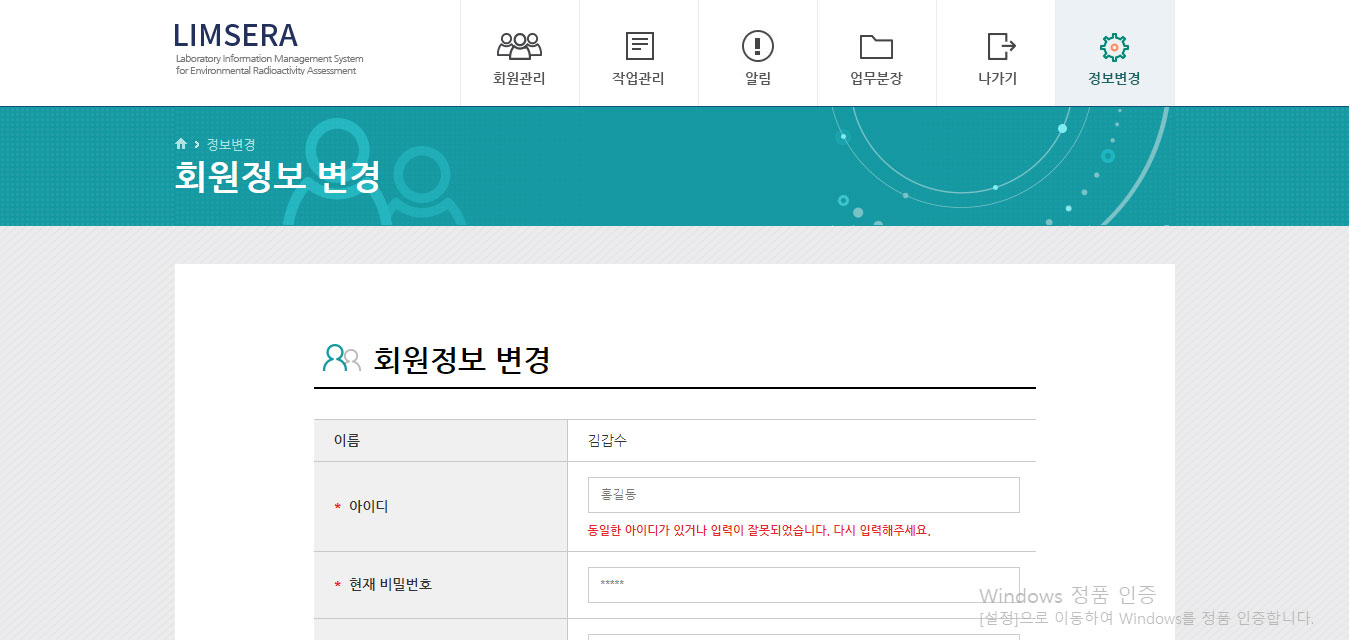 LIMSERA
Laboratory Information Management System
for Environmental Radioactivity Assessment
회원관리
작업관리
알림
업무분장
나가기
정보변경
정보변경
회원정보 변경
회원정보 변경
이름
김갑수
* 아이디
홍길동
동일한 아이디가 있거나 입력이 잘못되었습니다. 다시 입력해주세요.
* 현재 비밀번호
*****
Windows 정품 인증
[설정]으로 이동하여 Windows를 정품 인증합니다.